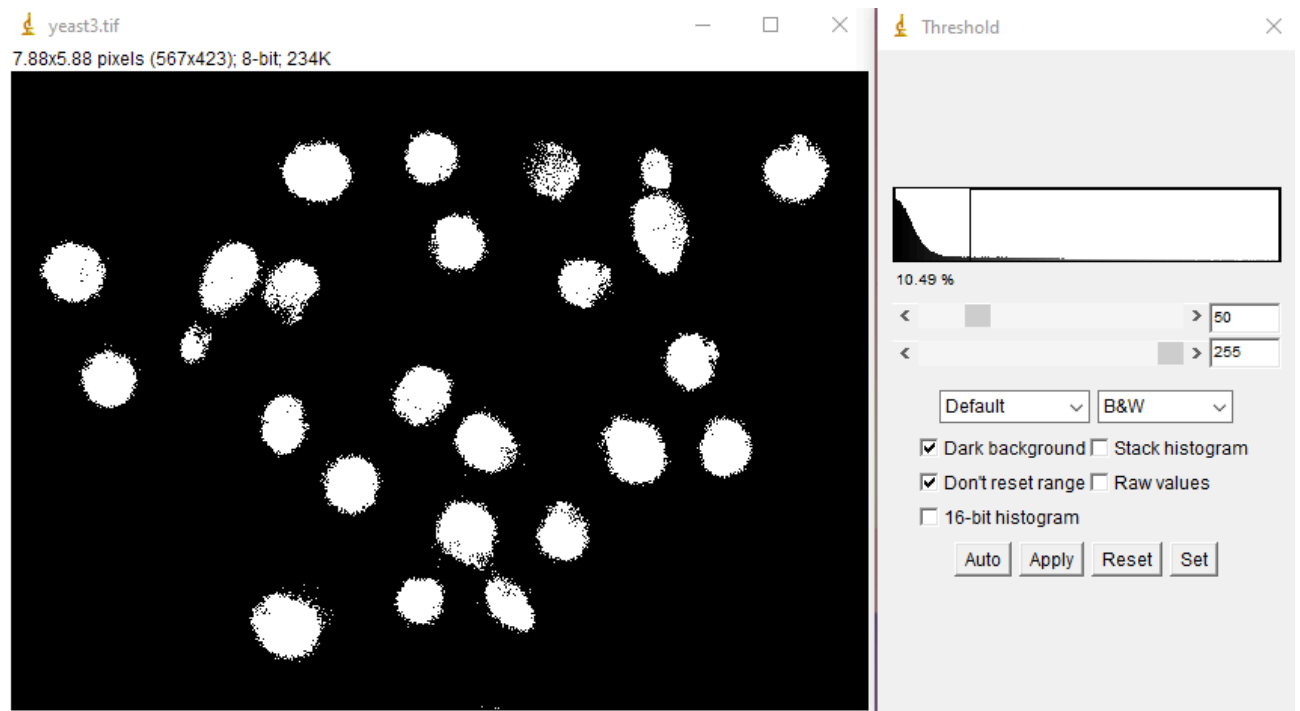 yeast3.tif
7.88x5.88 pixels (567x423); 8-bit; 234K
Threshold
10.49 %
50
255
Default B&W
Dark background Stack histogram
Don't reset range Raw values
16-bit histogram
Auto Apply Reset Set